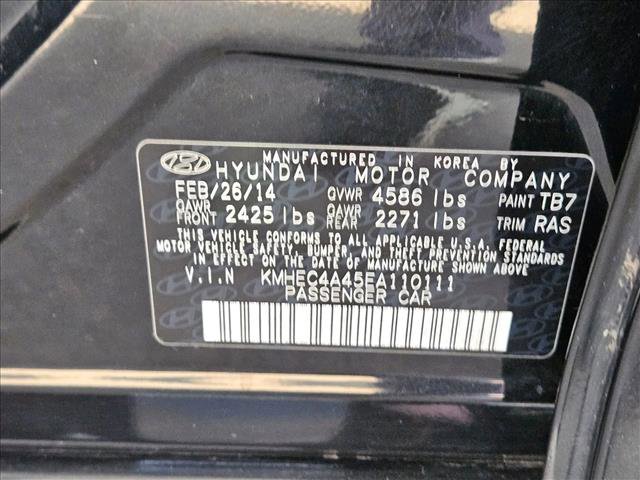 MANUFACTURED IN KOREA BY
HYUNDAI MOTOR COMPANY
FEB/26/14 GVWR 4586 lbs PAINT TB7
GAWR FRONT 2425 lbs GAWR REAR 2271 lbs TRIM RAS
THIS VEHICLE CONFORMS TO ALL APPLICABLE U.S. FEDERAL
MOTOR VEHICLE SAFETY, BUMPER, AND THEFT PREVENTION STANDARDS
IN EFFECT ON THE DATE OF MANUFACTURE SHOWN ABOVE
V.I.N KMHEC4A45EA110111
PASSENGER CAR